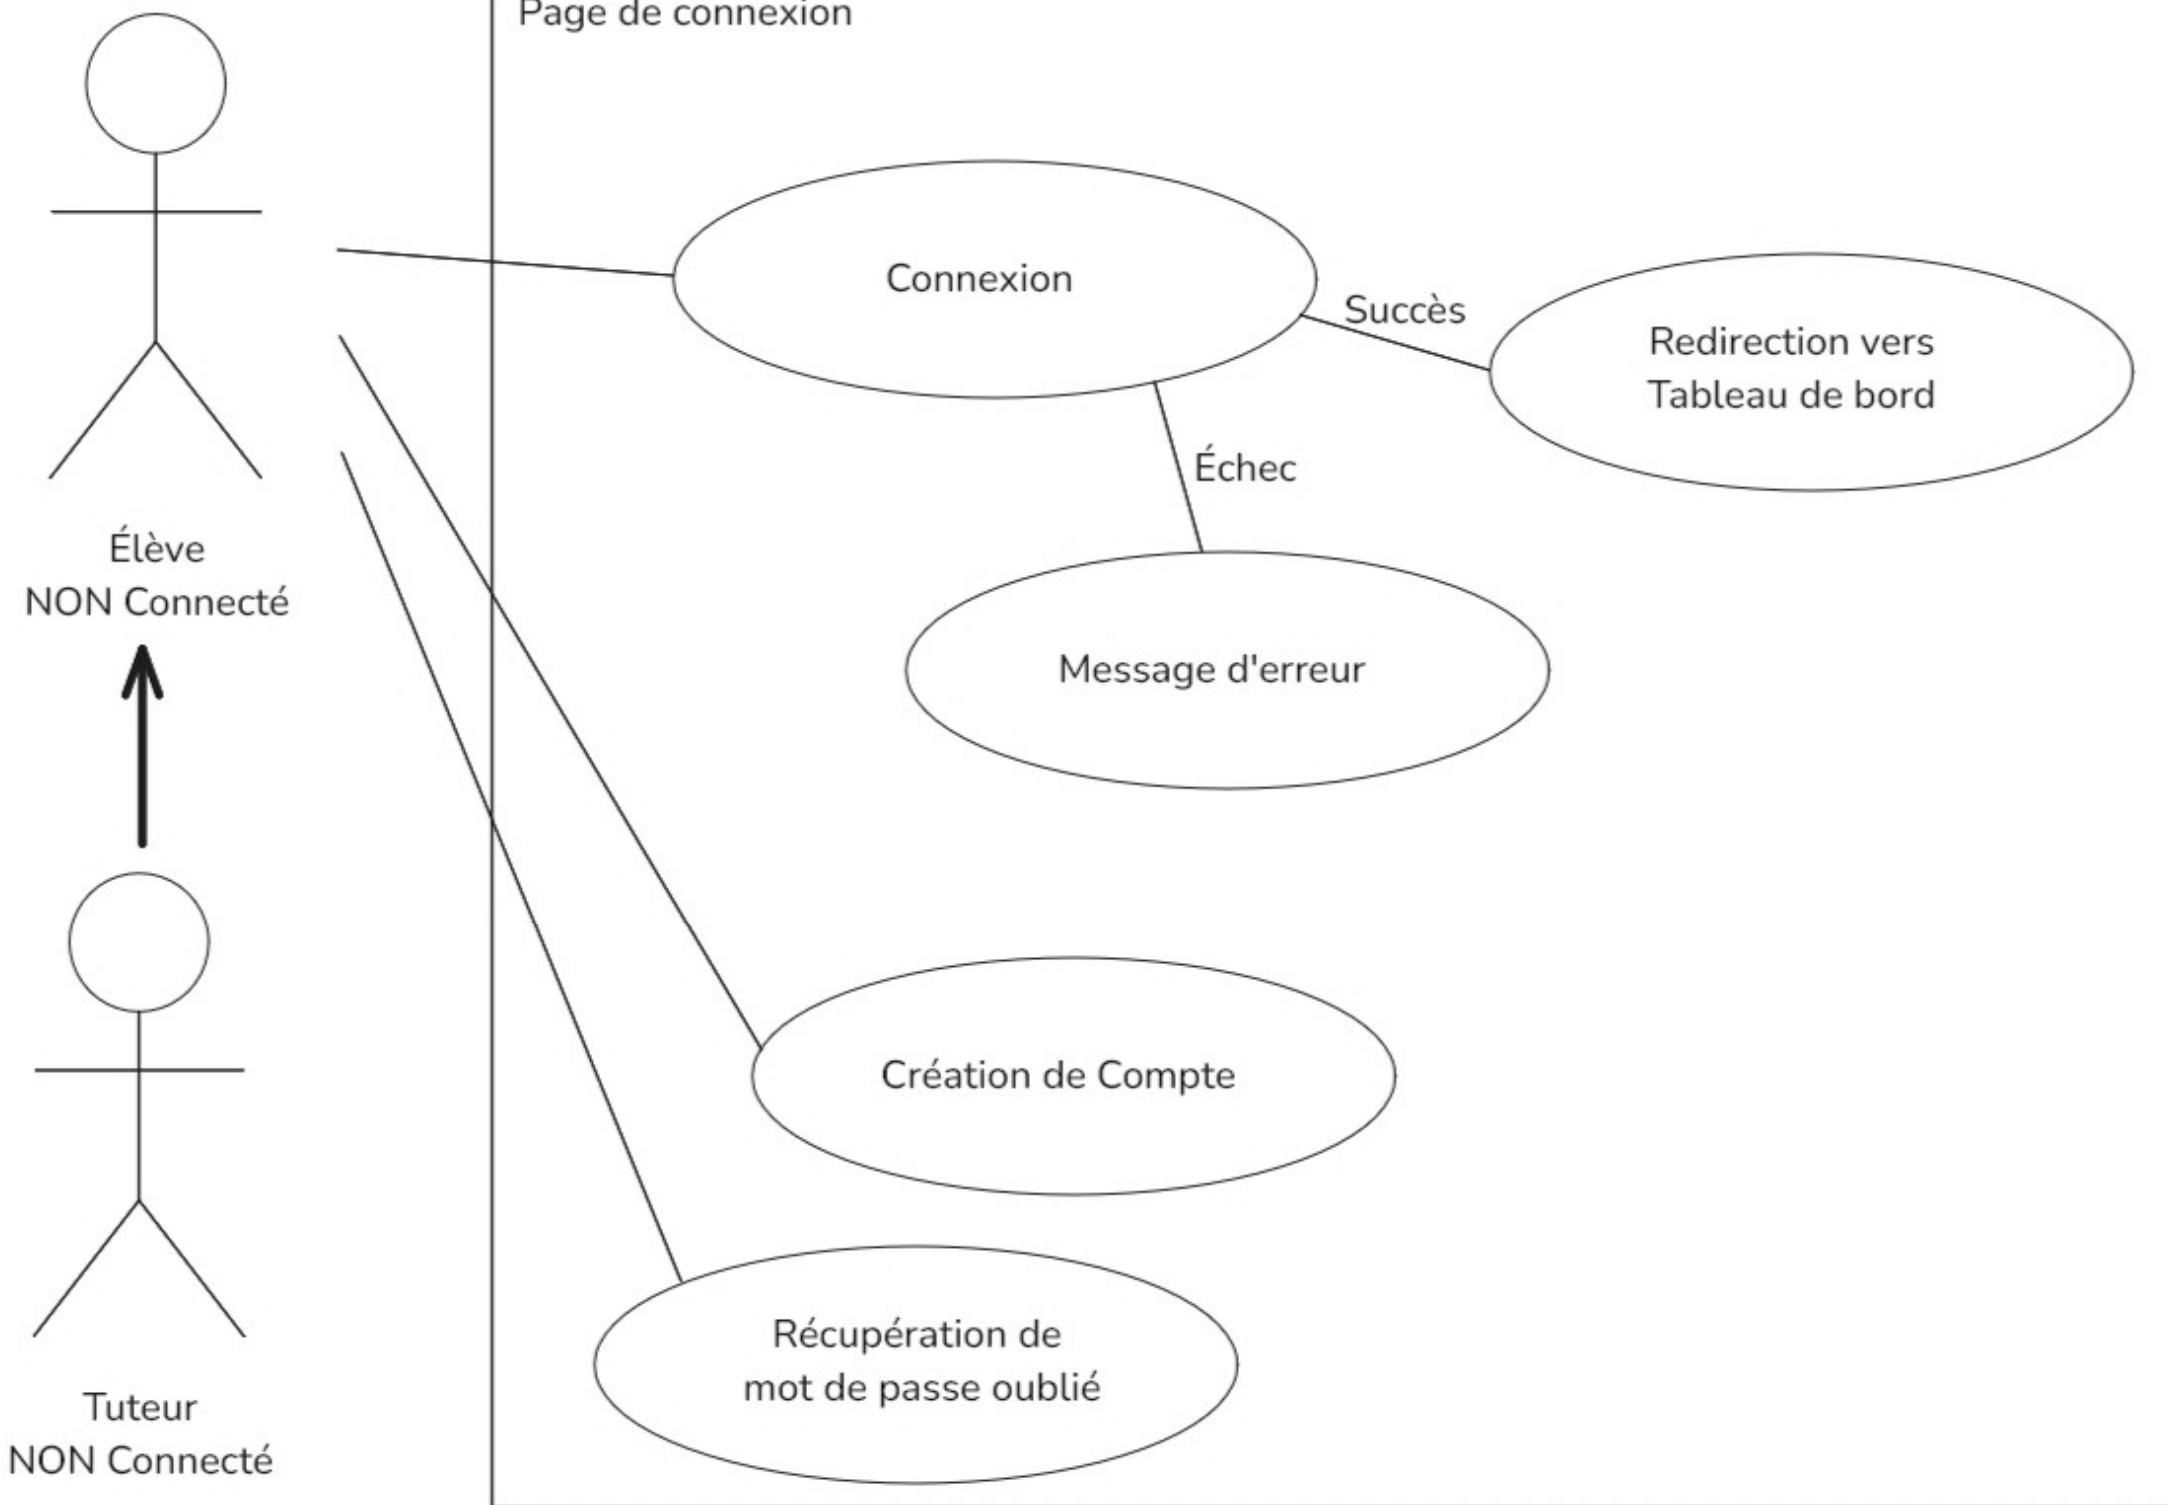 Page de connexion
Connexion
Succès
Redirection vers
Tableau de bord
Échec
Élève
NON Connecté
Message d'erreur
Création de Compte
Récupération de
mot de passe oublié
Tuteur
NON Connecté